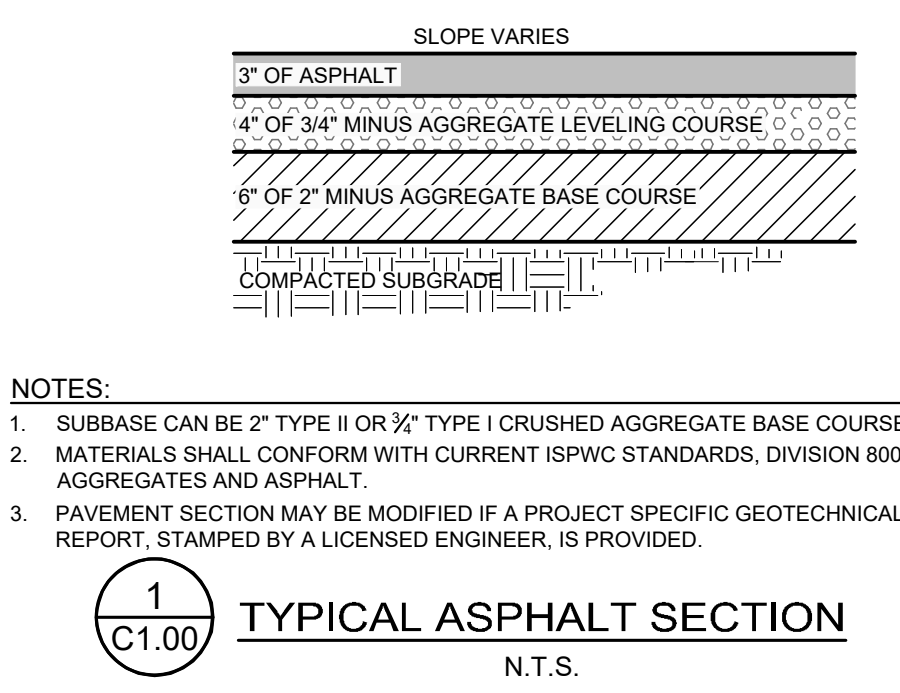 SLOPE VARIES
3" OF ASPHALT
4" OF 3/4" MINUS AGGREGATE LEVELING COURSE
6" OF 2" MINUS AGGREGATE BASE COURSE
COMPACTED SUBGRADE
NOTES:
1. SUBBASE CAN BE 2" TYPE II OR ¾" TYPE I CRUSHED AGGREGATE BASE COURSE
2. MATERIALS SHALL CONFORM WITH CURRENT ISPWC STANDARDS, DIVISION 800
AGGREGATES AND ASPHALT.
3. PAVEMENT SECTION MAY BE MODIFIED IF A PROJECT SPECIFIC GEOTECHNICAL
REPORT, STAMPED BY A LICENSED ENGINEER, IS PROVIDED.
1
C1.00
TYPICAL ASPHALT SECTION
N.T.S.